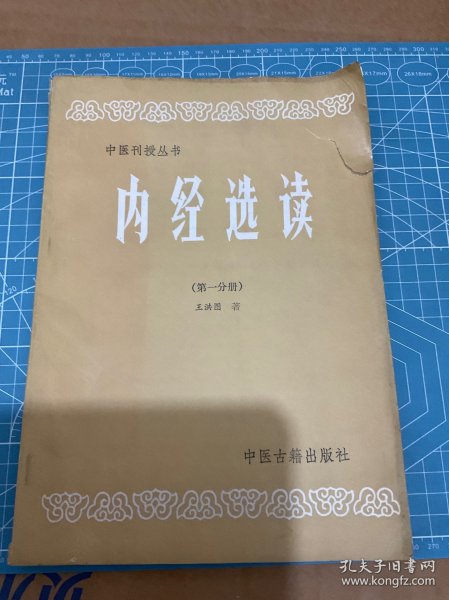 中医刊授丛书
内经选读
(第一分册)
王洪图 著
中医古籍出版社
孔夫子旧书网
www.kongfz.com